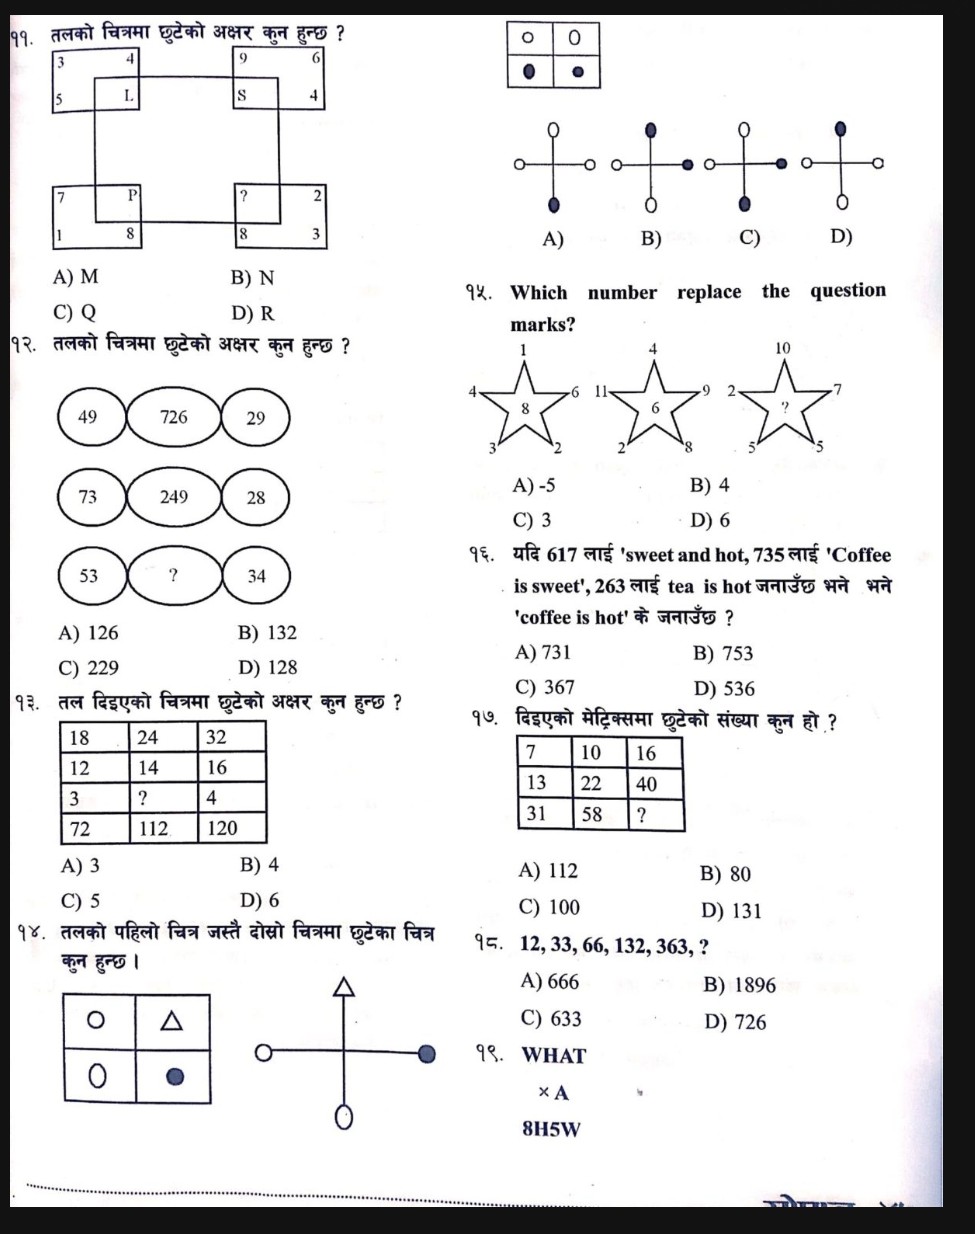 ११. तलको चित्रमा छुटेको अक्षर कुन हुन्छ ?
3 4 9 6
5 L S 4
7 P ? 2
1 8 8 3
A) M B) N
C) Q D) R
१२. तलको चित्रमा छुटेको अक्षर कुन हुन्छ ?
49 726 29
73 249 28
53 ? 34
A) 126 B) 132
C) 229 D) 128
१३. तल दिइएको चित्रमा छुटेको अक्षर कुन हुन्छ ?
18 24 32
12 14 16
3 ? 4
72 112 120
A) 3 B) 4
C) 5 D) 6
१४. तलको पहिलो चित्र जस्तै दोस्रो चित्रमा छुटेका चित्र
कुन हुन्छ ।
A) B) C) D)
१५. Which number replace the question
marks?
1 4 10
4 6 11 9 2 7
8 6 ?
3 2 2 8 5 5
A) -5 B) 4
C) 3 D) 6
१६. यदि 617 लाई 'sweet and hot, 735 लाई 'Coffee
is sweet', 263 लाई tea is hot जनाउँछ भने भने
'coffee is hot' के जनाउँछ ?
A) 731 B) 753
C) 367 D) 536
१७. दिइएको मेट्रिक्समा छुटेको संख्या कुन हो ?
7 10 16
13 22 40
31 58 ?
A) 112 B) 80
C) 100 D) 131
१८. 12, 33, 66, 132, 363, ?
A) 666 B) 1896
C) 633 D) 726
१९. WHAT
× A
8H5W